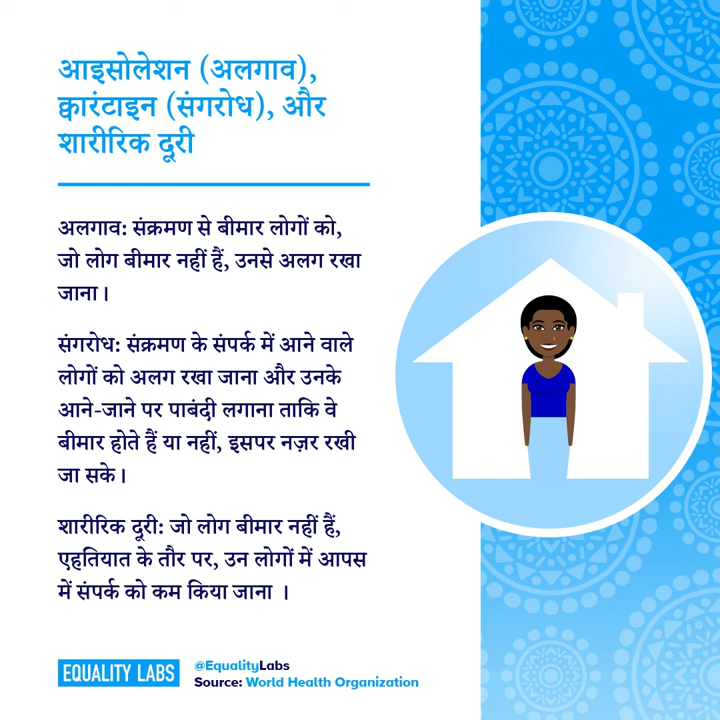 आइसोलेशन (अलगाव),
क्वारंटाइन (संगरोध), और
शारीरिक दूरी
अलगाव: संक्रमण से बीमार लोगों को,
जो लोग बीमार नहीं हैं, उनसे अलग रखा
जाना।
संगरोध: संक्रमण के संपर्क में आने वाले
लोगों को अलग रखा जाना और उनके
आने-जाने पर पाबंदी लगाना ताकि वे
बीमार होते हैं या नहीं, इसपर नज़र रखी
जा सके।
शारीरिक दूरी: जो लोग बीमार नहीं हैं,
एहतियात के तौर पर, उन लोगों में आपस
में संपर्क को कम किया जाना ।
EQUALITY LABS
@EqualityLabs
Source: World Health Organization